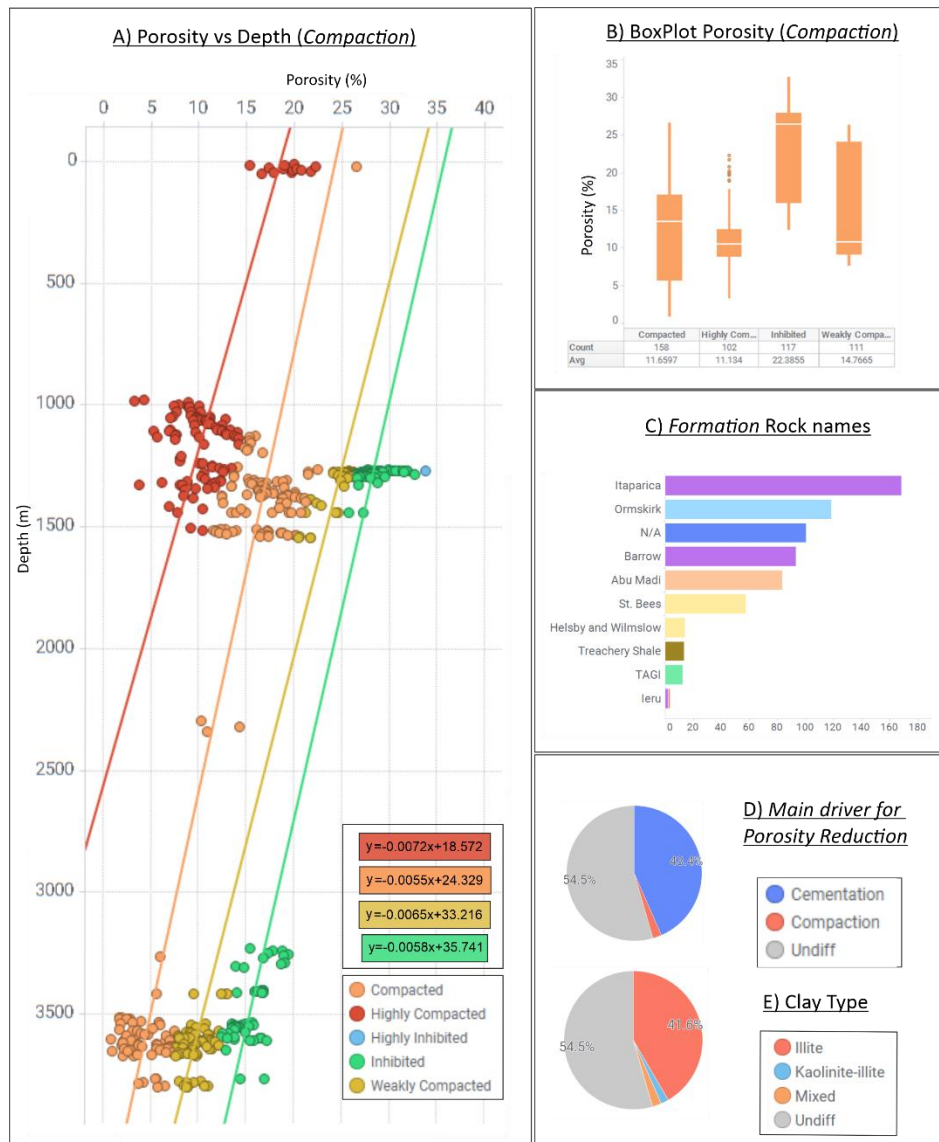 A) Porosity vs Depth (Compaction)
Porosity (%)
0 5 10 15 20 25 30 35 40
0
500
1000
1500
2000
2500
3000
3500
Depth (m)
y=-0.0072x+18.572
y=-0.0055x+24.329
y=-0.0065x+33.216
y=-0.0058x+35.741
Compacted
Highly Compacted
Highly Inhibited
Inhibited
Weakly Compacted
B) BoxPlot Porosity (Compaction)
35
30
25
20
15
10
5
0
Porosity (%)
Compacted Highly Com... Inhibited Weakly Compa...
Count 158 102 117 111
Avg 11.6597 11.134 22.3855 14.7665
C) Formation Rock names
Itaparica
Ormskirk
N/A
Barrow
Abu Madi
St. Bees
Helsby and Wilmslow
Treachery Shale
TAGI
Ieru
0 20 40 60 80 100 120 140 160 180
D) Main driver for
Porosity Reduction
42.4%
54.5%
Cementation
Compaction
Undiff
E) Clay Type
41.6%
54.5%
Illite
Kaolinite-illite
Mixed
Undiff